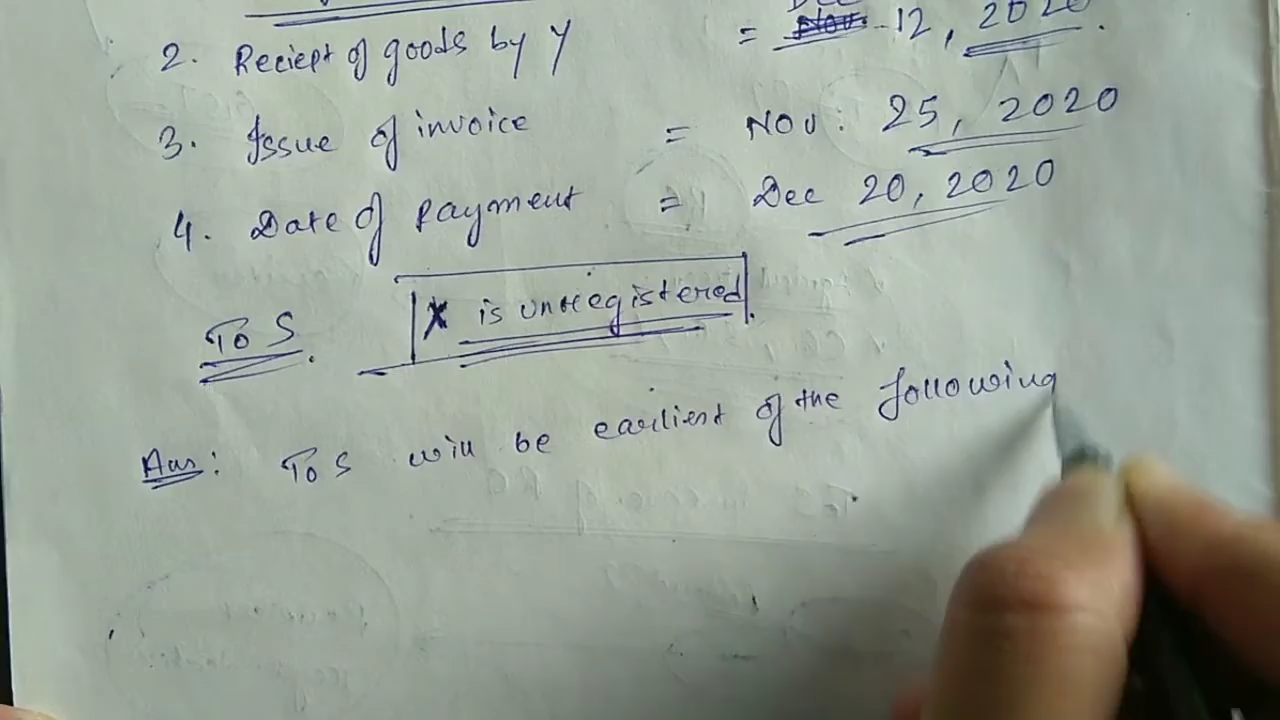 2. Reciept of goods by Y = Dec 12, 2020.
3. Issue of invoice = Nov: 25, 2020
4. Date of payment = Dec 20, 2020
ToS. X is unregistered.
Ans: ToS will be earliest of the following